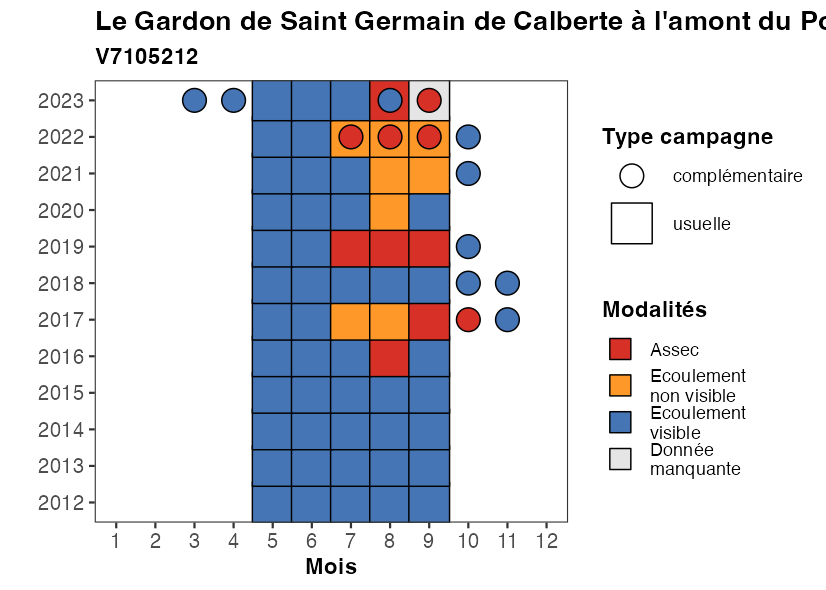 Le Gardon de Saint Germain de Calberte à l'amont du
V7105212
2023
2022
2021
2020
2019
2018
2017
2016
2015
2014
2013
2012
1 2 3 4 5 6 7 8 9 10 11 12
Mois
Type campagne
complémentaire
usuelle
Modalités
Assec
Ecoulement
non visible
Ecoulement
visible
Donnée
manquante